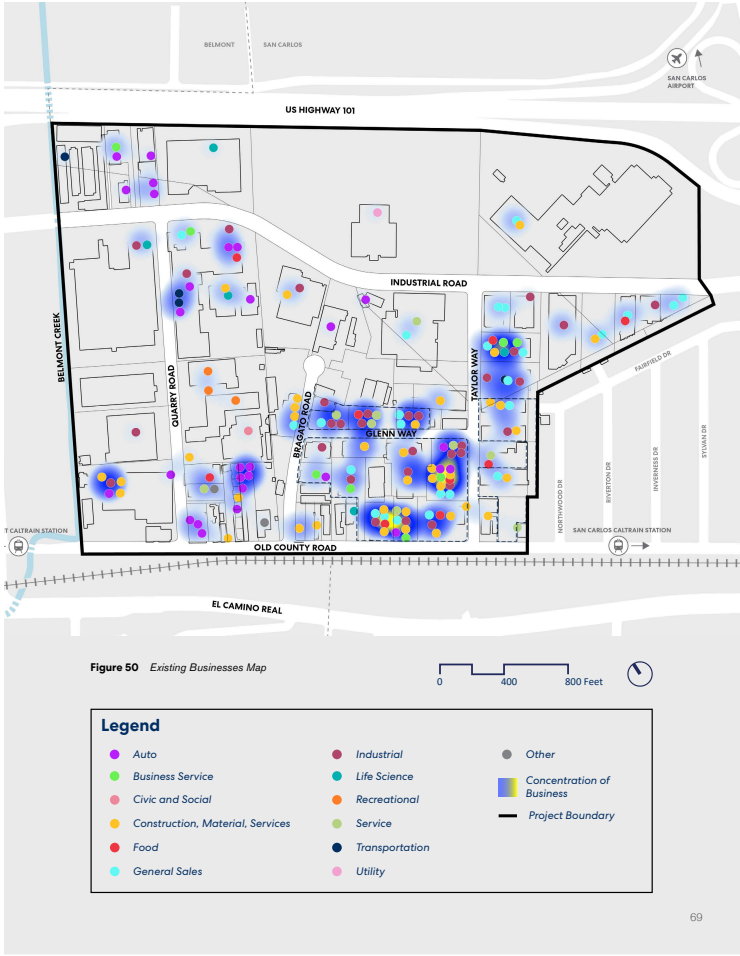 BELMONT
SAN CARLOS
SAN CARLOS
AIRPORT
US HIGHWAY 101
INDUSTRIAL ROAD
BELMONT CREEK
QUARRY ROAD
BRAGATO ROAD
TAYLOR WAY
GLENN WAY
FAIRFIELD DR
NORTHWOOD DR
RIVERTON DR
INVERNESS DR
SYLVAN DR
T CALTRAIN STATION
SAN CARLOS CALTRAIN STATION
OLD COUNTY ROAD
EL CAMINO REAL
Figure 50 Existing Businesses Map
0 400 800 Feet
Legend
Auto
Business Service
Civic and Social
Construction, Material, Services
Food
General Sales
Industrial
Life Science
Recreational
Service
Transportation
Utility
Other
Concentration of
Business
Project Boundary
69